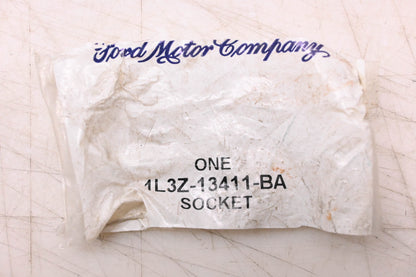 Ford Motor Company
ONE
1L3Z-13411-BA
SOCKET